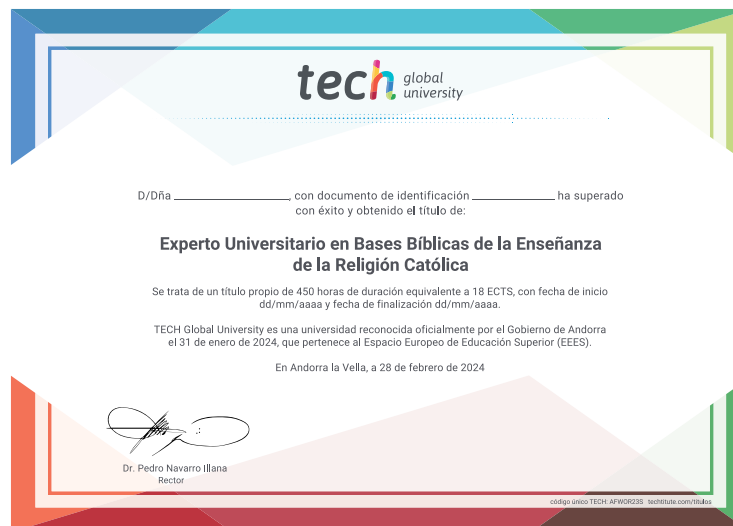 tech global university
D/Dña ____________________, con documento de identificación ______________ ha superado
con éxito y obtenido el título de:
Experto Universitario en Bases Bíblicas de la Enseñanza
de la Religión Católica
Se trata de un título propio de 450 horas de duración equivalente a 18 ECTS, con fecha de inicio
dd/mm/aaaa y fecha de finalización dd/mm/aaaa.
TECH Global University es una universidad reconocida oficialmente por el Gobierno de Andorra
el 31 de enero de 2024, que pertenece al Espacio Europeo de Educación Superior (EEES).
En Andorra la Vella, a 28 de febrero de 2024
Dr. Pedro Navarro Illana
Rector
código único TECH: AFWOR23S techtitute.com/titulos